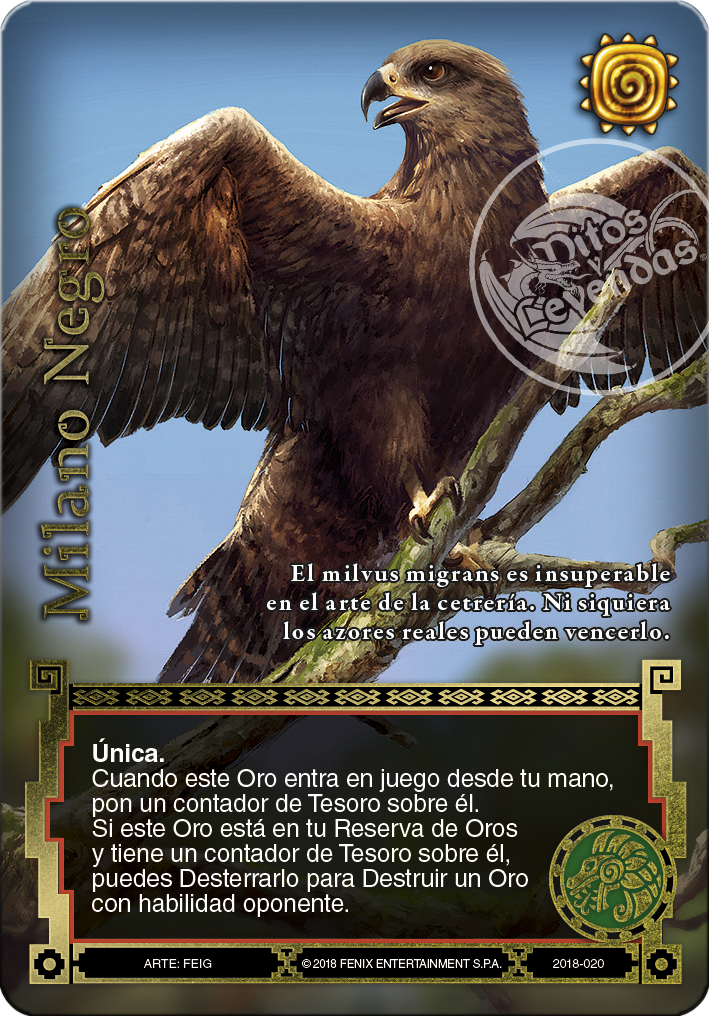 Mitos
y
Leyendas
®
Milano Negro
El milvus migrans es insuperable
en el arte de la cetrería. Ni siquiera
los azores reales pueden vencerlo.
Única.
Cuando este Oro entra en juego desde tu mano,
pon un contador de Tesoro sobre él.
Si este Oro está en tu Reserva de Oros
y tiene un contador de Tesoro sobre él,
puedes Desterrarlo para Destruir un Oro
con habilidad oponente.
ARTE: FEIG
©2018 FENIX ENTERTAINMENT S.P.A.
2018-020